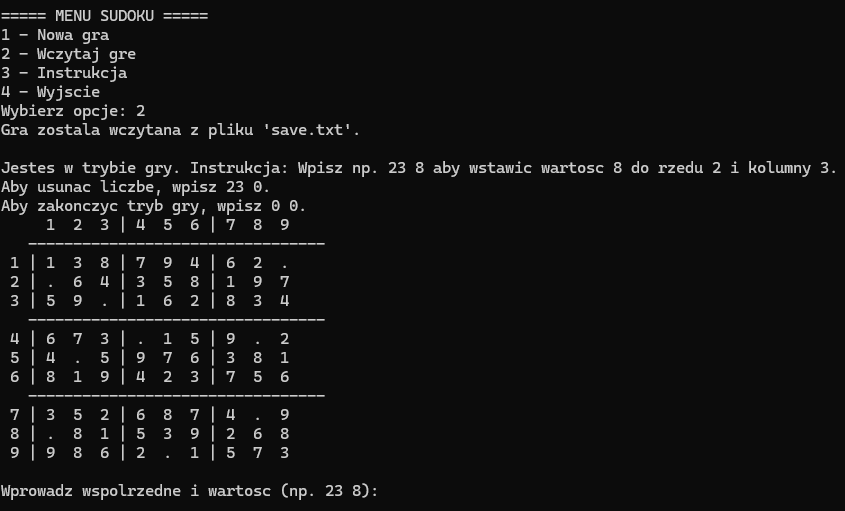 ===== MENU SUDOKU =====
1 - Nowa gra
2 - Wczytaj gre
3 - Instrukcja
4 - Wyjscie
Wybierz opcje: 2
Gra zostala wczytana z pliku 'save.txt'.
Jestes w trybie gry. Instrukcja: Wpisz np. 23 8 aby wstawic wartosc 8 do rzedu 2 i kolumny 3.
Aby usunac liczbe, wpisz 23 0.
Aby zakonczyc tryb gry, wpisz 0 0.
     1  2  3 | 4  5  6 | 7  8  9
   ---------------------------------
 1 | 1  3  8 | 7  9  4 | 6  2  .
 2 | .  6  4 | 3  5  8 | 1  9  7
 3 | 5  9  . | 1  6  2 | 8  3  4
   ---------------------------------
 4 | 6  7  3 | .  1  5 | 9  .  2
 5 | 4  .  5 | 9  7  6 | 3  8  1
 6 | 8  1  9 | 4  2  3 | 7  5  6
   ---------------------------------
 7 | 3  5  2 | 6  8  7 | 4  .  9
 8 | .  8  1 | 5  3  9 | 2  6  8
 9 | 9  8  6 | 2  .  1 | 5  7  3
Wprowadz wspolrzedne i wartosc (np. 23 8):